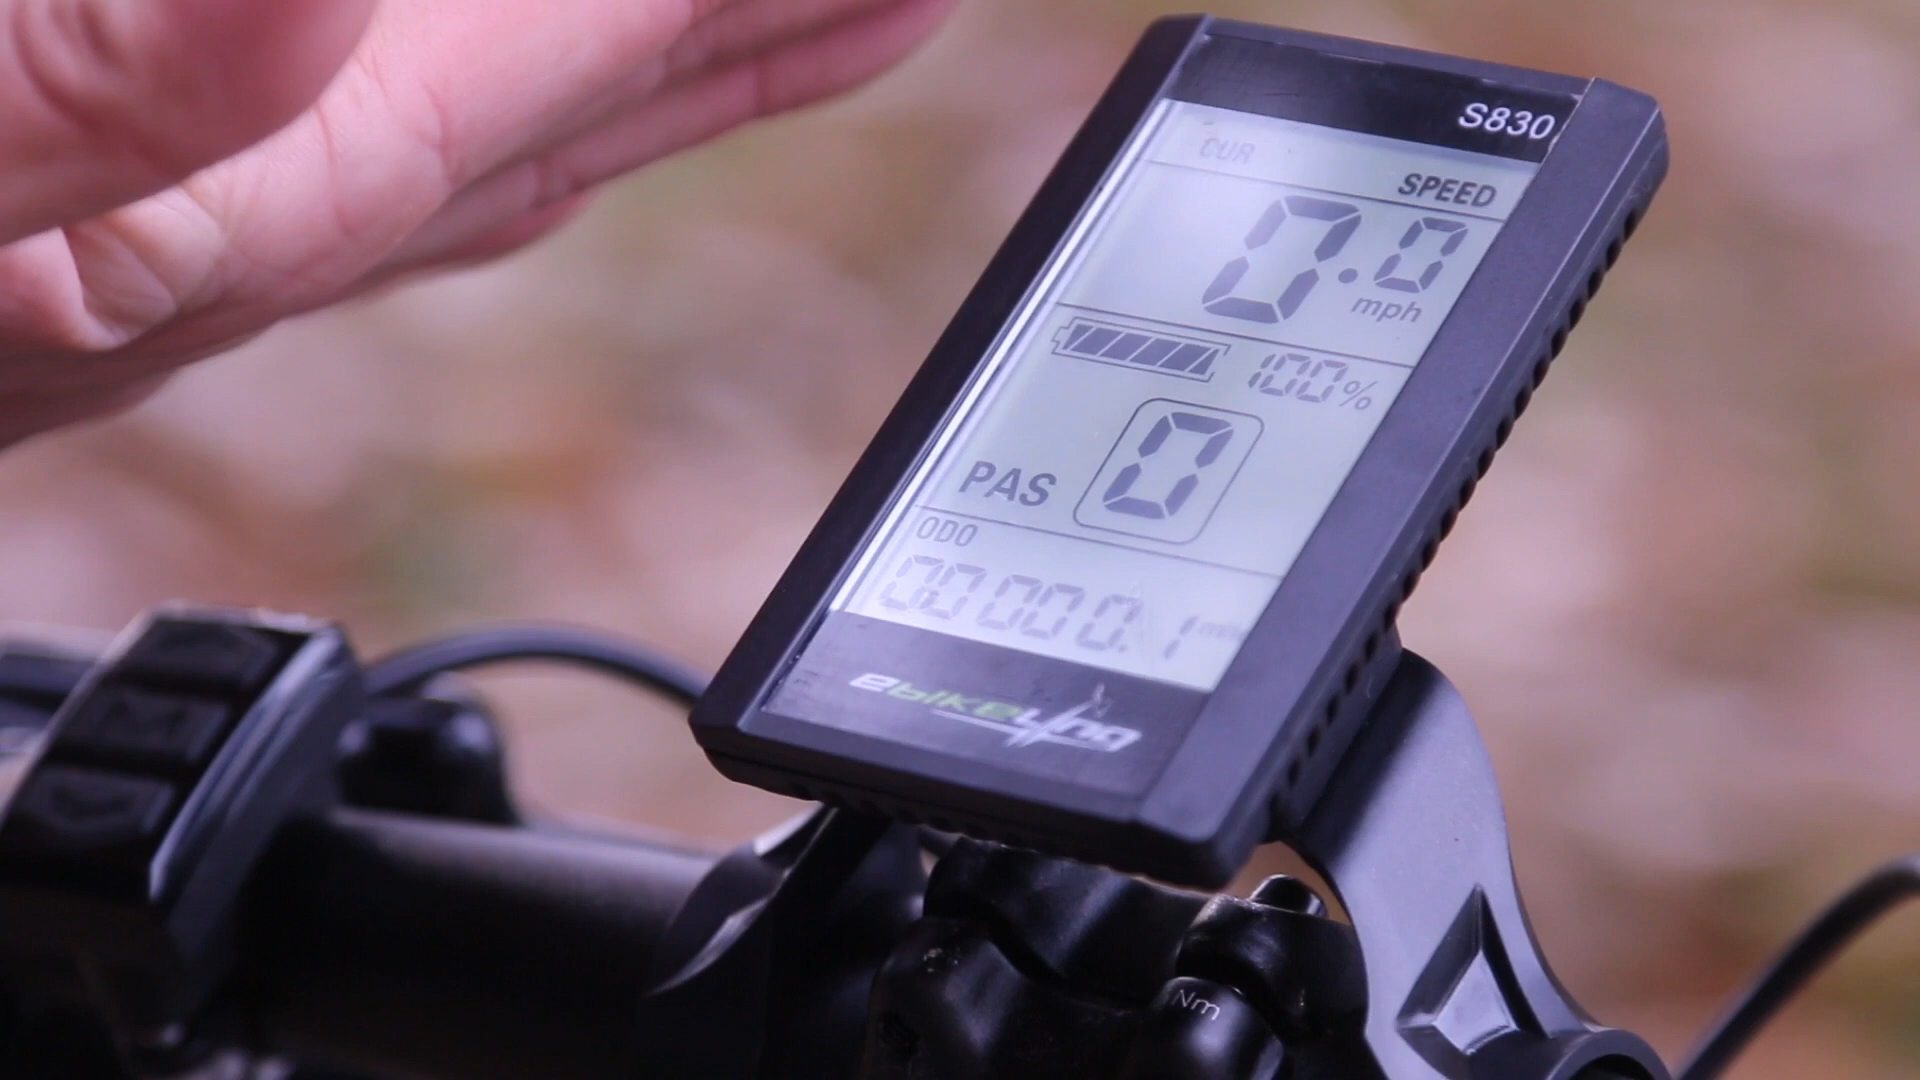 S830
CUR
SPEED
0.0
mph
100%
PAS 0
ODO
00000.1
ebikeling
Nm